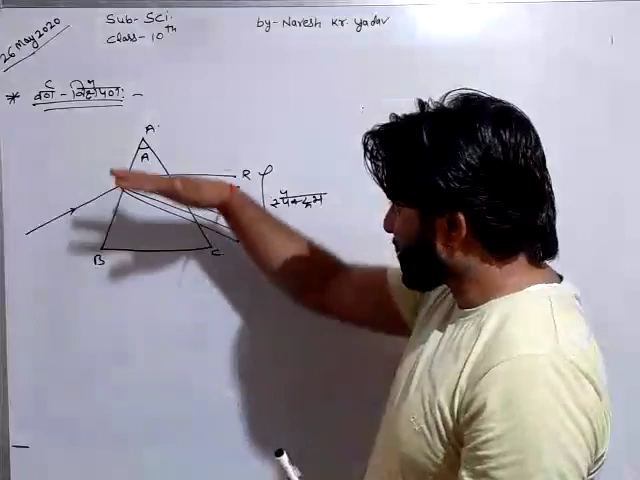 26 May 2020
Sub- Sci.
Class- 10th
by- Naresh Kr. Yadav
* वर्ण - विक्षेपण: -
A
A
R
स्पेक्ट्रम
B
C